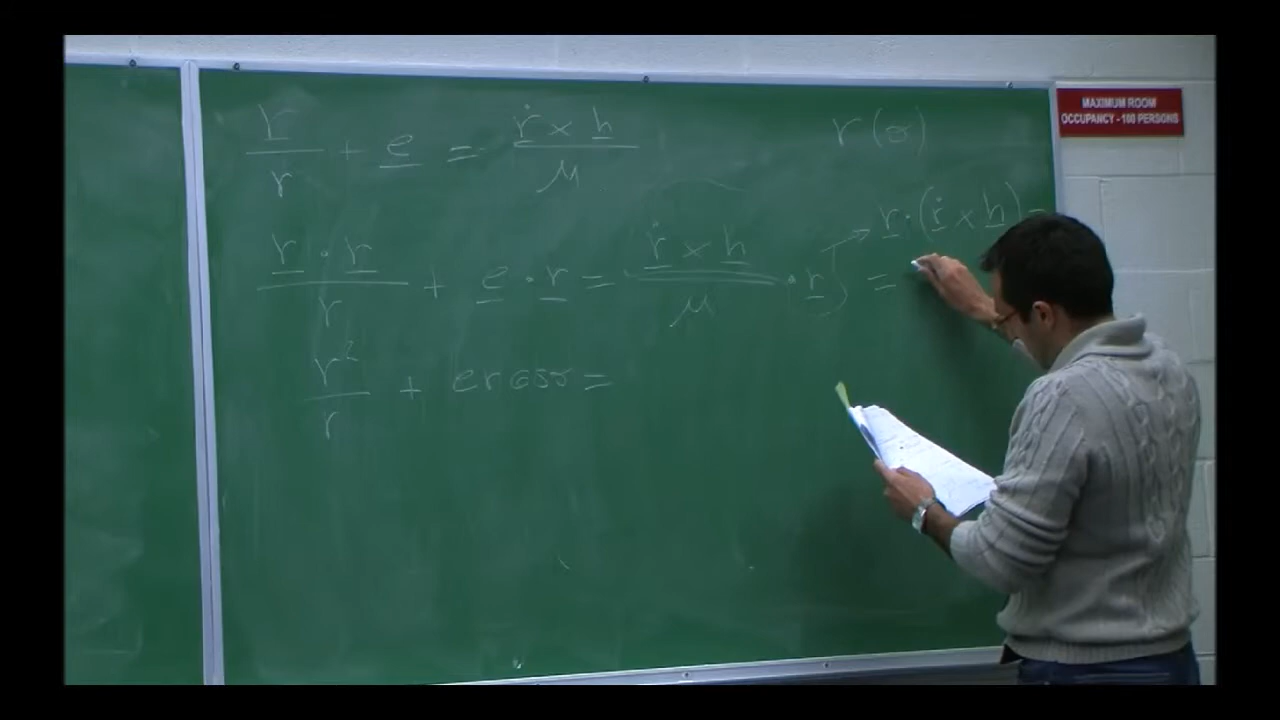 r/r + e = ṙ × h / μ
r(σ)
MAXIMUM ROOM
OCCUPANCY - 100 PERSONS
r · (ṙ × h) =
r · r / r + e · r = ṙ × h / μ · r
=
r² / r + er cos σ =